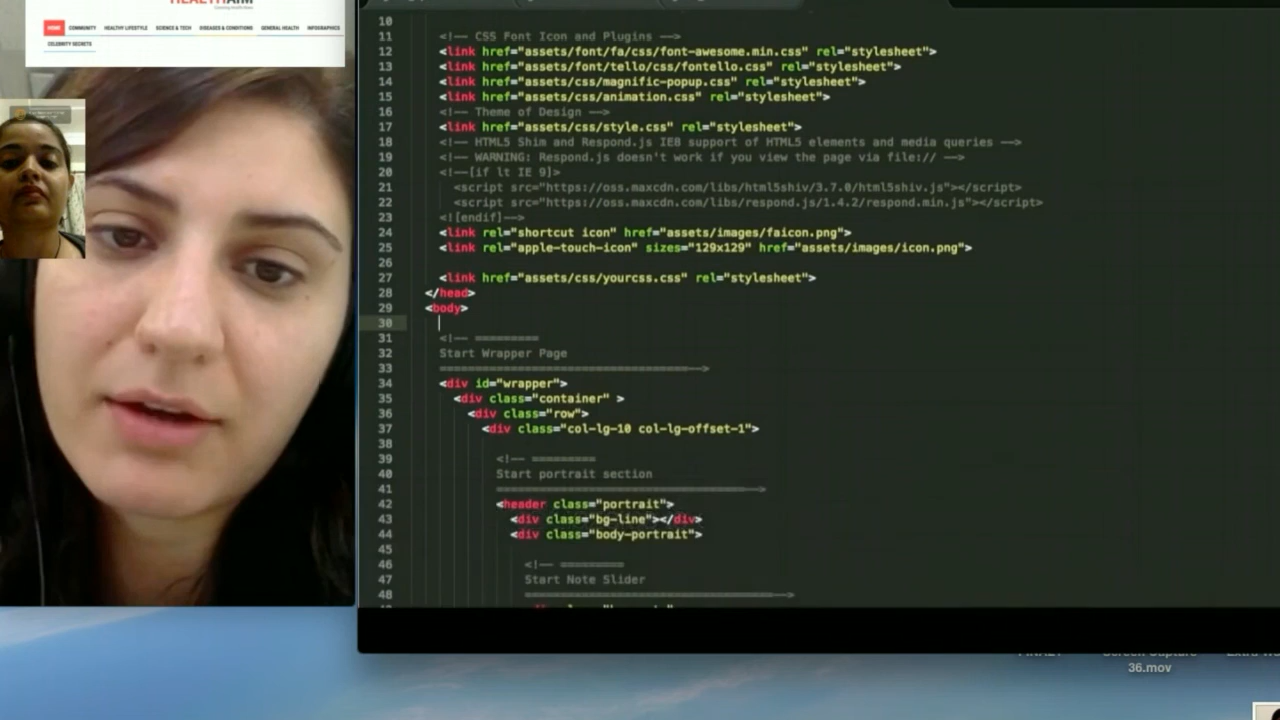 HOME COMMUNITY HEALTHY LIFESTYLE SCIENCE & TECH DISEASES & CONDITIONS GENERAL HEALTH INFOGRAPHICS
CELEBRITY SECRETS
10
11 <!-- CSS Font Icon and Plugins -->
12 <link href="assets/font/fa/css/font-awesome.min.css" rel="stylesheet">
13 <link href="assets/font/tello/css/fontello.css" rel="stylesheet">
14 <link href="assets/css/magnific-popup.css" rel="stylesheet">
15 <link href="assets/css/animation.css" rel="stylesheet">
16 <!-- Theme of Design -->
17 <link href="assets/css/style.css" rel="stylesheet">
18 <!-- HTML5 Shim and Respond.js IE8 support of HTML5 elements and media queries -->
19 <!-- WARNING: Respond.js doesn't work if you view the page via file:// -->
20 <!--[if lt IE 9]>
21 <script src="https://oss.maxcdn.com/libs/html5shiv/3.7.0/html5shiv.js"></script>
22 <script src="https://oss.maxcdn.com/libs/respond.js/1.4.2/respond.min.js"></script>
23 <![endif]-->
24 <link rel="shortcut icon" href="assets/images/faicon.png">
25 <link rel="apple-touch-icon" sizes="129x129" href="assets/images/icon.png">
26
27 <link href="assets/css/yourcss.css" rel="stylesheet">
28 </head>
29 <body>
30
31 <!-- =========
32 Start Wrapper Page
33 ===================================-->
34 <div id="wrapper">
35 <div class="container" >
36 <div class="row">
37 <div class="col-lg-10 col-lg-offset-1">
38
39 <!-- =========
40 Start portrait section
41 ===================================-->
42 <header class="portrait">
43 <div class="bg-line"></div>
44 <div class="body-portrait">
45
46 <!-- =========
47 Start Note Slider
48 ===================================-->
36.mov